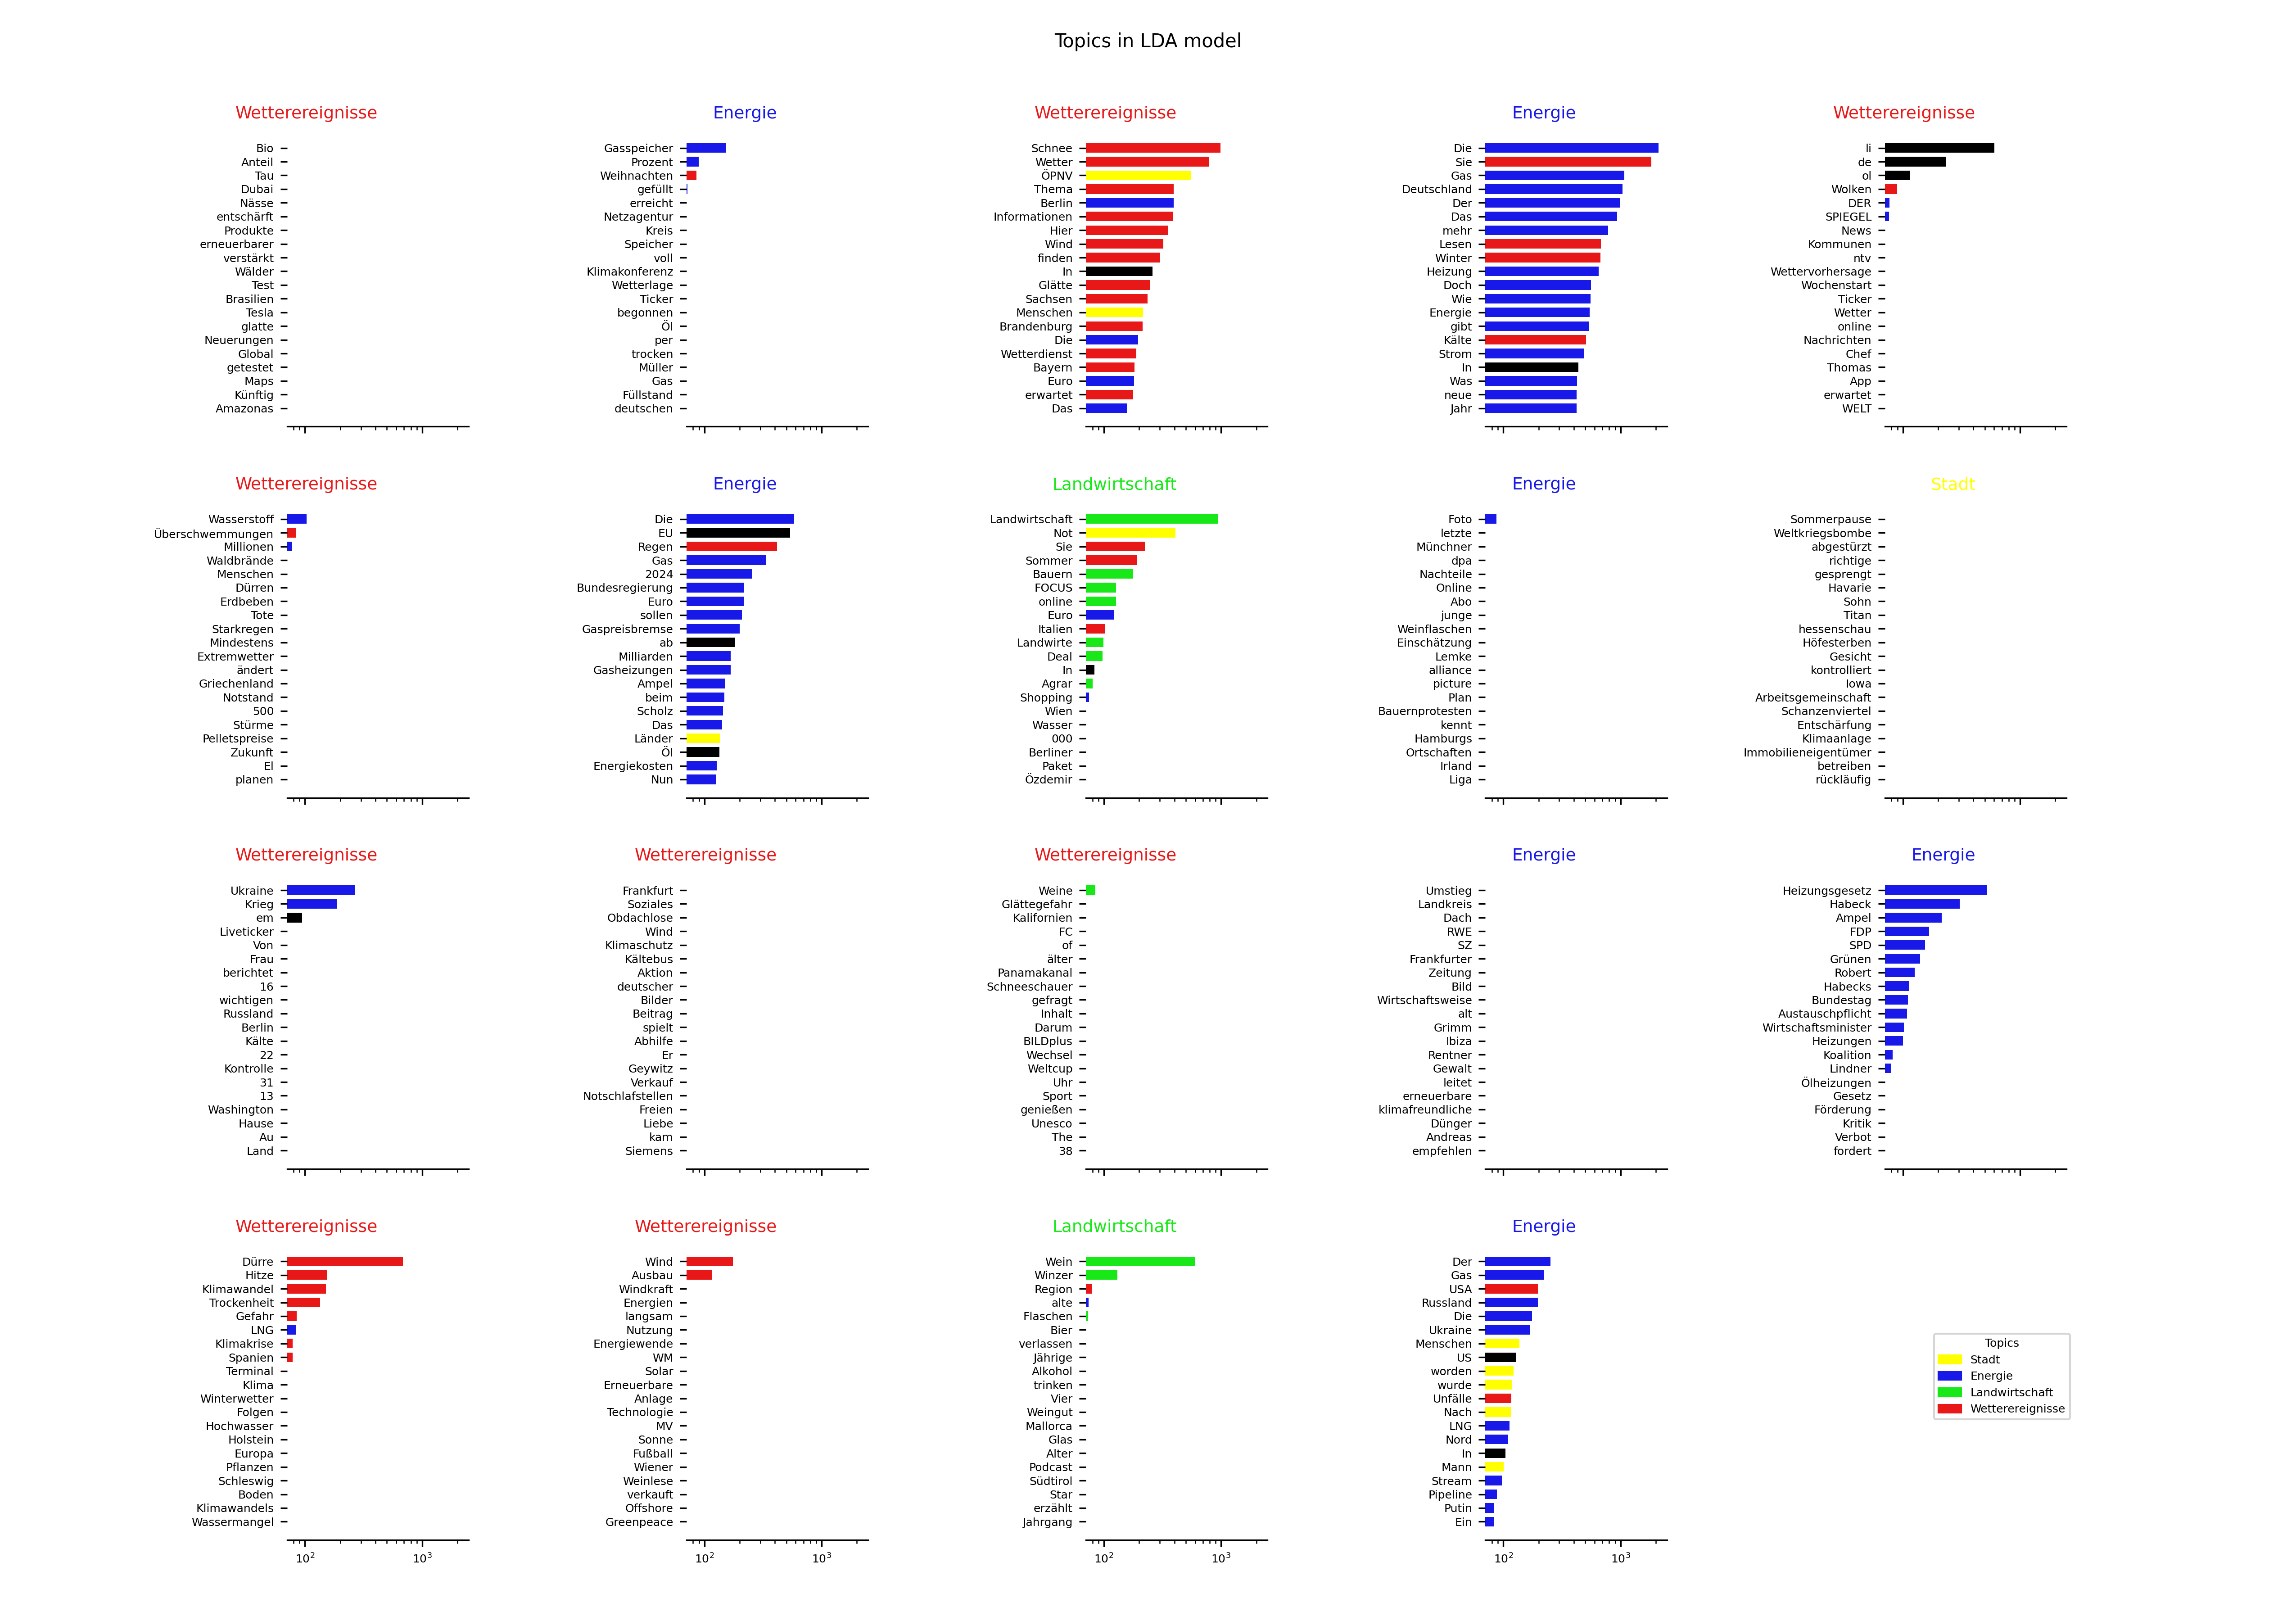 Topics in LDA model
Wetterereignisse
Bio
Anteil
Tau
Dubai
Nässe
entschärft
Produkte
erneuerbarer
verstärkt
Wälder
Test
Brasilien
Tesla
glatte
Neuerungen
Global
getestet
Maps
Künftig
Amazonas
Energie
Gasspeicher
Prozent
Weihnachten
gefüllt
erreicht
Netzagentur
Kreis
Speicher
voll
Klimakonferenz
Wetterlage
Ticker
begonnen
Öl
per
trocken
Müller
Gas
Füllstand
deutschen
Wetterereignisse
Schnee
Wetter
ÖPNV
Thema
Berlin
Informationen
Hier
Wind
finden
In
Glätte
Sachsen
Menschen
Brandenburg
Die
Wetterdienst
Bayern
Euro
erwartet
Das
Energie
Die
Sie
Gas
Deutschland
Der
Das
mehr
Lesen
Winter
Heizung
Doch
Wie
Energie
gibt
Kälte
Strom
In
Was
neue
Jahr
Wetterereignisse
li
de
ol
Wolken
DER
SPIEGEL
News
Kommunen
ntv
Wettervorhersage
Wochenstart
Ticker
Wetter
online
Nachrichten
Chef
Thomas
App
erwartet
WELT
Wetterereignisse
Wasserstoff
Überschwemmungen
Millionen
Waldbrände
Menschen
Dürren
Erdbeben
Tote
Starkregen
Mindestens
Extremwetter
ändert
Griechenland
Notstand
500
Stürme
Pelletspreise
Zukunft
El
planen
Energie
Die
EU
Regen
Gas
2024
Bundesregierung
Euro
sollen
Gaspreisbremse
ab
Milliarden
Gasheizungen
Ampel
beim
Scholz
Das
Länder
Öl
Energiekosten
Nun
Landwirtschaft
Landwirtschaft
Not
Sie
Sommer
Bauern
FOCUS
online
Euro
Italien
Landwirte
Deal
In
Agrar
Shopping
Wien
Wasser
000
Berliner
Paket
Özdemir
Energie
Foto
letzte
Münchner
dpa
Nachteile
Online
Abo
junge
Weinflaschen
Einschätzung
Lemke
alliance
picture
Plan
Bauernprotesten
kennt
Hamburgs
Ortschaften
Irland
Liga
Stadt
Sommerpause
Weltkriegsbombe
abgestürzt
richtige
gesprengt
Havarie
Sohn
Titan
hessenschau
Höfesterben
Gesicht
kontrolliert
Iowa
Arbeitsgemeinschaft
Schanzenviertel
Entschärfung
Klimaanlage
Immobilieneigentümer
betreiben
rückläufig
Wetterereignisse
Ukraine
Krieg
em
Liveticker
Von
Frau
berichtet
16
wichtigen
Russland
Berlin
Kälte
22
Kontrolle
31
13
Washington
Hause
Au
Land
Wetterereignisse
Frankfurt
Soziales
Obdachlose
Wind
Klimaschutz
Kältebus
Aktion
deutscher
Bilder
Beitrag
spielt
Abhilfe
Er
Geywitz
Verkauf
Notschlafstellen
Freien
Liebe
kam
Siemens
Wetterereignisse
Weine
Glättegefahr
Kalifornien
FC
of
älter
Panamakanal
Schneeschauer
gefragt
Inhalt
Darum
BILDplus
Wechsel
Weltcup
Uhr
Sport
genießen
Unesco
The
38
Energie
Umstieg
Landkreis
Dach
RWE
SZ
Frankfurter
Zeitung
Bild
Wirtschaftsweise
alt
Grimm
Ibiza
Rentner
Gewalt
leitet
erneuerbare
klimafreundliche
Dünger
Andreas
empfehlen
Energie
Heizungsgesetz
Habeck
Ampel
FDP
SPD
Grünen
Robert
Habecks
Bundestag
Austauschpflicht
Wirtschaftsminister
Heizungen
Koalition
Lindner
Ölheizungen
Gesetz
Förderung
Kritik
Verbot
fordert
Wetterereignisse
Dürre
Hitze
Klimawandel
Trockenheit
Gefahr
LNG
Klimakrise
Spanien
Terminal
Klima
Winterwetter
Folgen
Hochwasser
Holstein
Europa
Pflanzen
Schleswig
Boden
Klimawandels
Wassermangel
10² 10³
Wetterereignisse
Wind
Ausbau
Windkraft
Energien
langsam
Nutzung
Energiewende
WM
Solar
Erneuerbare
Anlage
Technologie
MV
Sonne
Fußball
Wiener
Weinlese
verkauft
Offshore
Greenpeace
10² 10³
Landwirtschaft
Wein
Winzer
Region
alte
Flaschen
Bier
verlassen
Jährige
Alkohol
trinken
Vier
Weingut
Mallorca
Glas
Alter
Podcast
Südtirol
Star
erzählt
Jahrgang
10² 10³
Energie
Der
Gas
USA
Russland
Die
Ukraine
Menschen
US
worden
wurde
Unfälle
Nach
LNG
Nord
In
Mann
Stream
Pipeline
Putin
Ein
10² 10³
Topics
Stadt
Energie
Landwirtschaft
Wetterereignisse